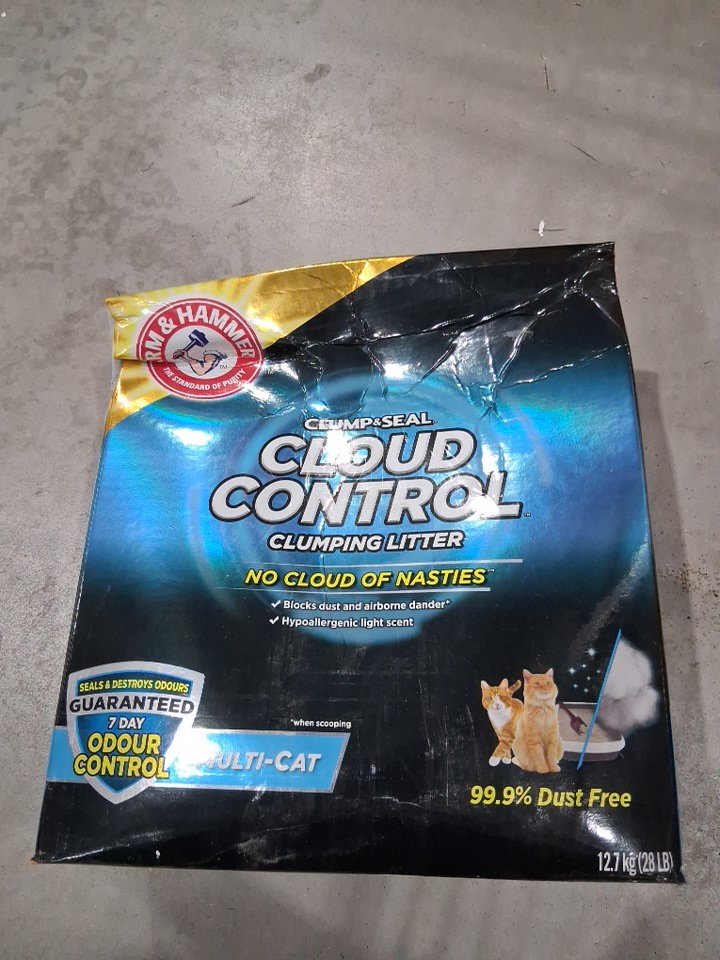 RM & HAMMER
THE STANDARD OF PURITY
TM
CLUMP & SEAL
CLOUD
CONTROL
CLUMPING LITTER
NO CLOUD OF NASTIES™
✓ Blocks dust and airborne dander*
✓ Hypoallergenic light scent
SEALS & DESTROYS ODOURS
GUARANTEED
7 DAY
ODOUR
CONTROL
*when scooping
MULTI-CAT
99.9% Dust Free
12.7 kg (28 LB)